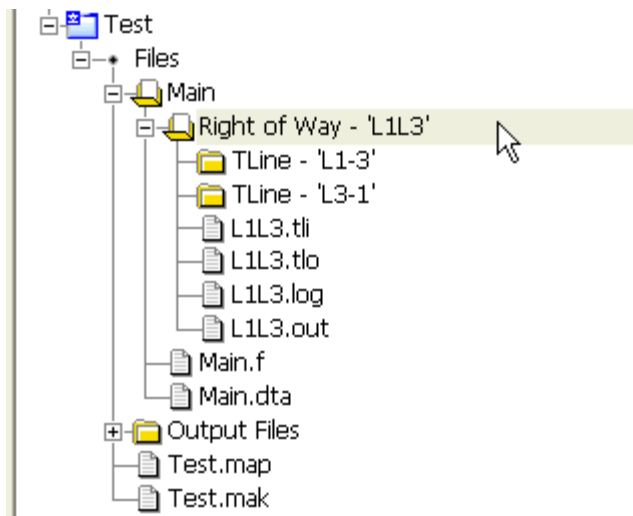 Test
Files
Main
Right of Way - 'L1L3'
TLine - 'L1-3'
TLine - 'L3-1'
L1L3.tli
L1L3.tlo
L1L3.log
L1L3.out
Main.f
Main.dta
Output Files
Test.map
Test.mak